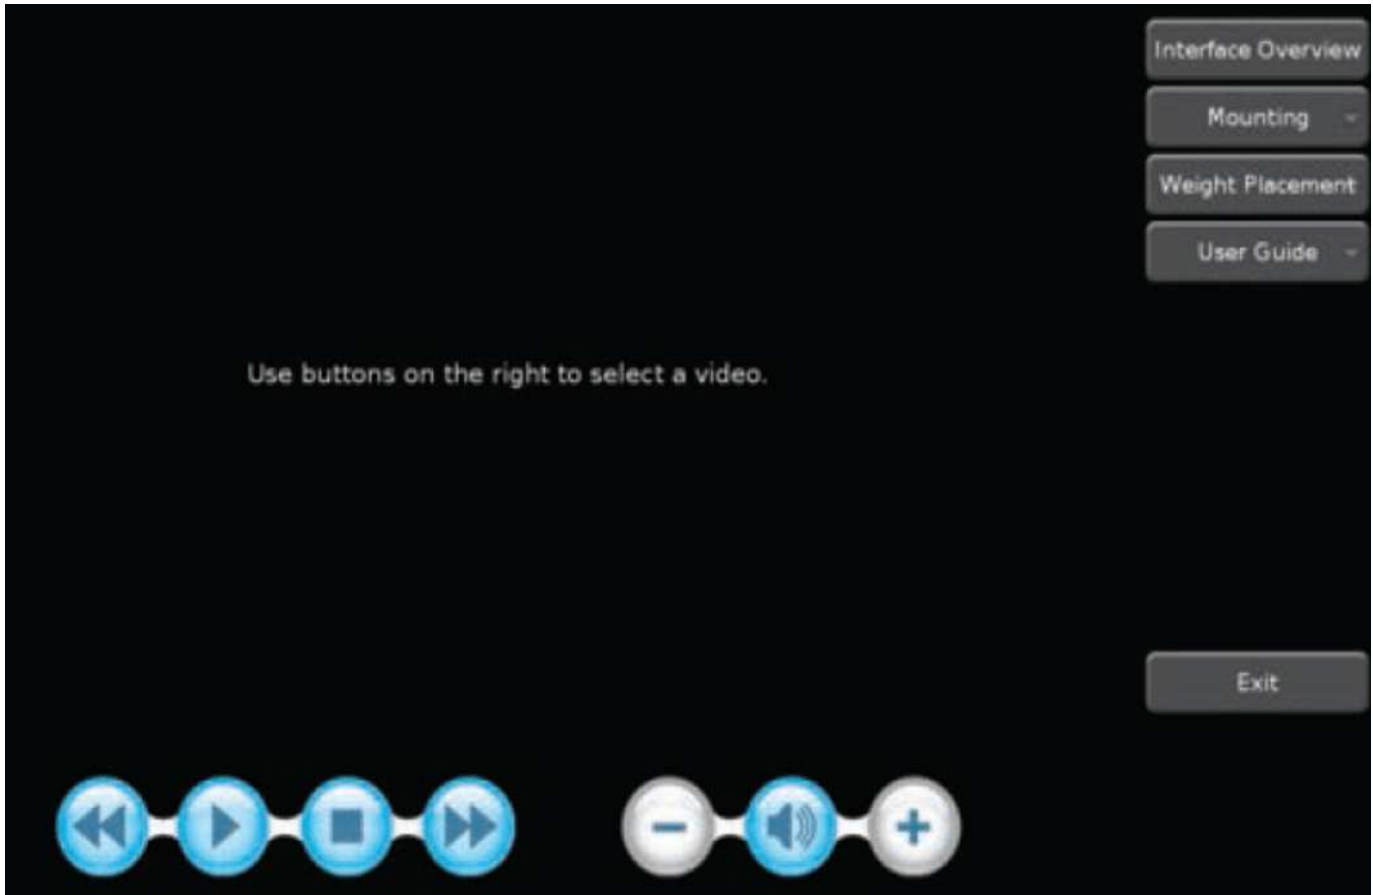 Interface Overview
Mounting
Weight Placement
User Guide
Use buttons on the right to select a video.
Exit